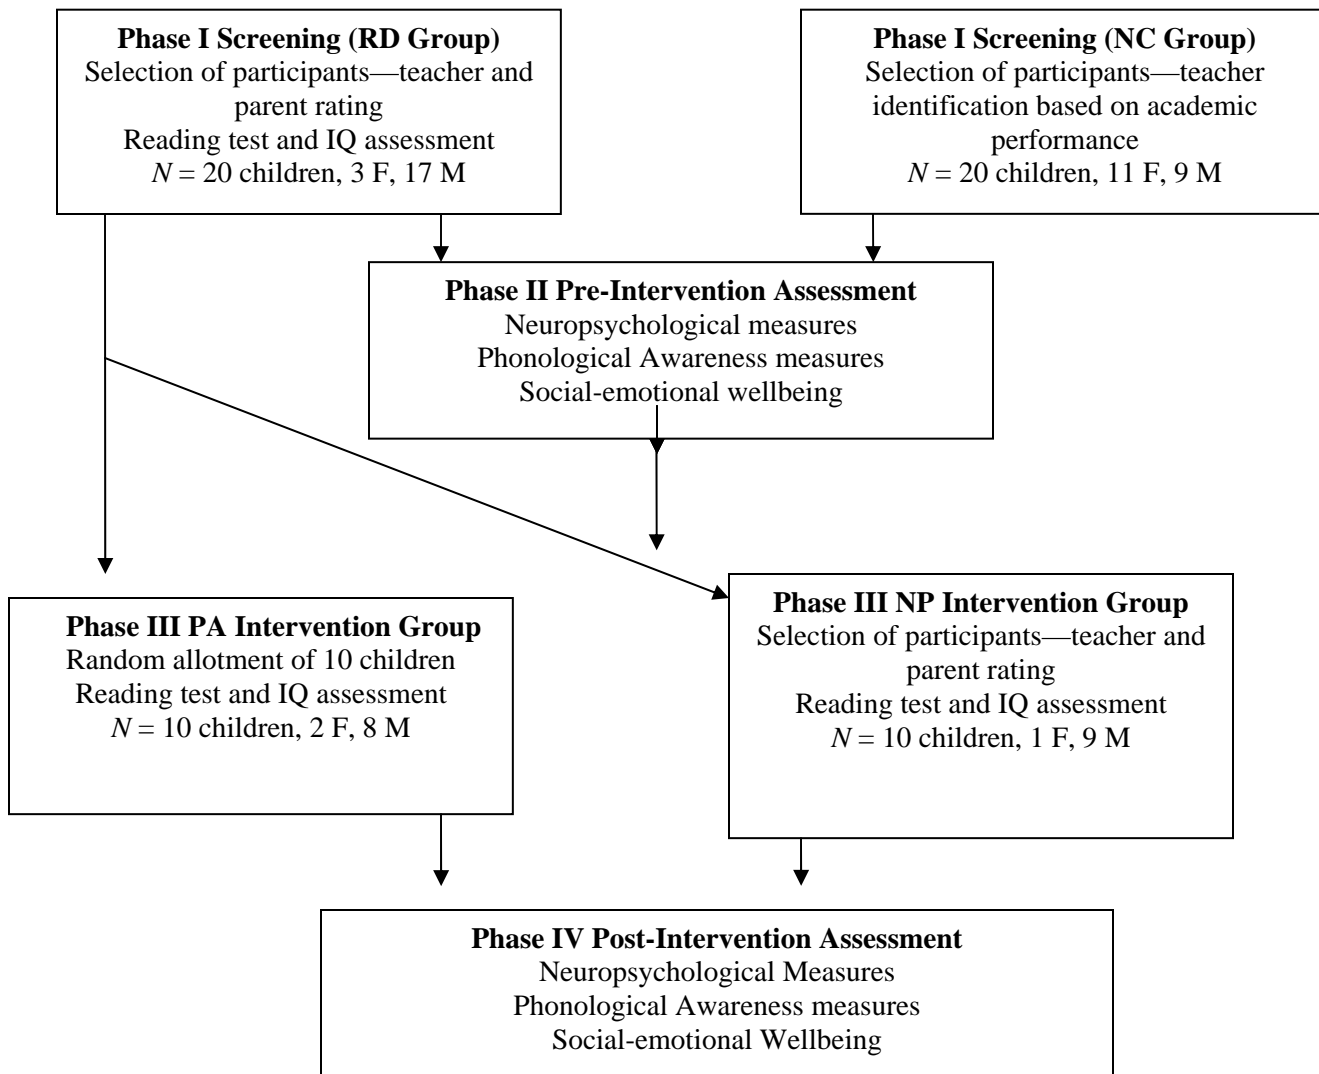 Phase I Screening (RD Group)
Selection of participants—teacher and
parent rating
Reading test and IQ assessment
N = 20 children, 3 F, 17 M
Phase I Screening (NC Group)
Selection of participants—teacher
identification based on academic
performance
N = 20 children, 11 F, 9 M
Phase II Pre-Intervention Assessment
Neuropsychological measures
Phonological Awareness measures
Social-emotional wellbeing
Phase III PA Intervention Group
Random allotment of 10 children
Reading test and IQ assessment
N = 10 children, 2 F, 8 M
Phase III NP Intervention Group
Selection of participants—teacher and
parent rating
Reading test and IQ assessment
N = 10 children, 1 F, 9 M
Phase IV Post-Intervention Assessment
Neuropsychological Measures
Phonological Awareness measures
Social-emotional Wellbeing